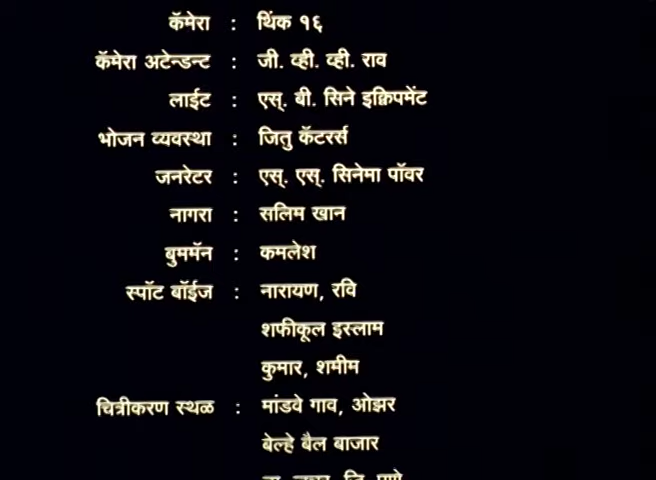 कॅमेरा : थिंक १६
कॅमेरा अटेन्डन्ट : जी. व्ही. व्ही. राव
लाईट : एस्. बी. सिने इक्विपमेंट
भोजन व्यवस्था : जितु कॅटरर्स
जनरेटर : एस्. एस्. सिनेमा पॉवर
नागरा : सलिम खान
बुममॅन : कमलेश
स्पॉट बॉईज : नारायण, रवि
शफीकूल इस्लाम
कुमार, शमीम
चित्रीकरण स्थळ : मांडवे गाव, ओझर
बेल्हे बैल बाजार